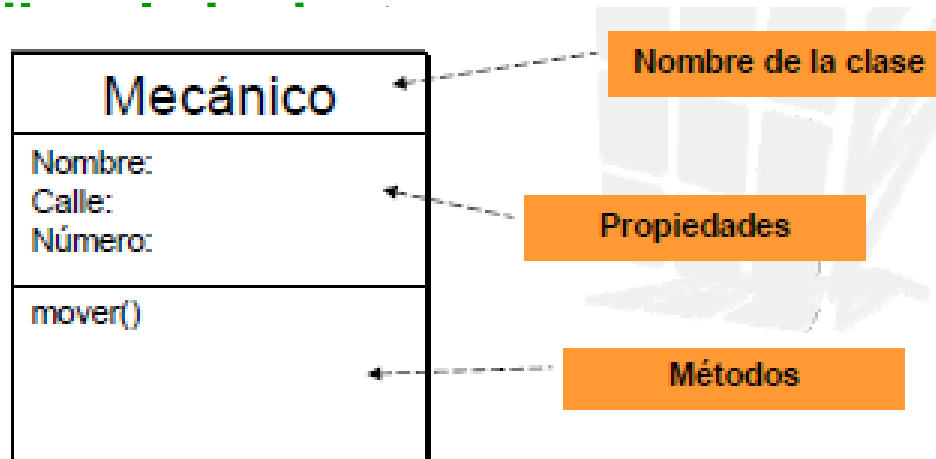 Mecánico
Nombre de la clase
Nombre:
Calle:
Número:
Propiedades
mover()
Métodos